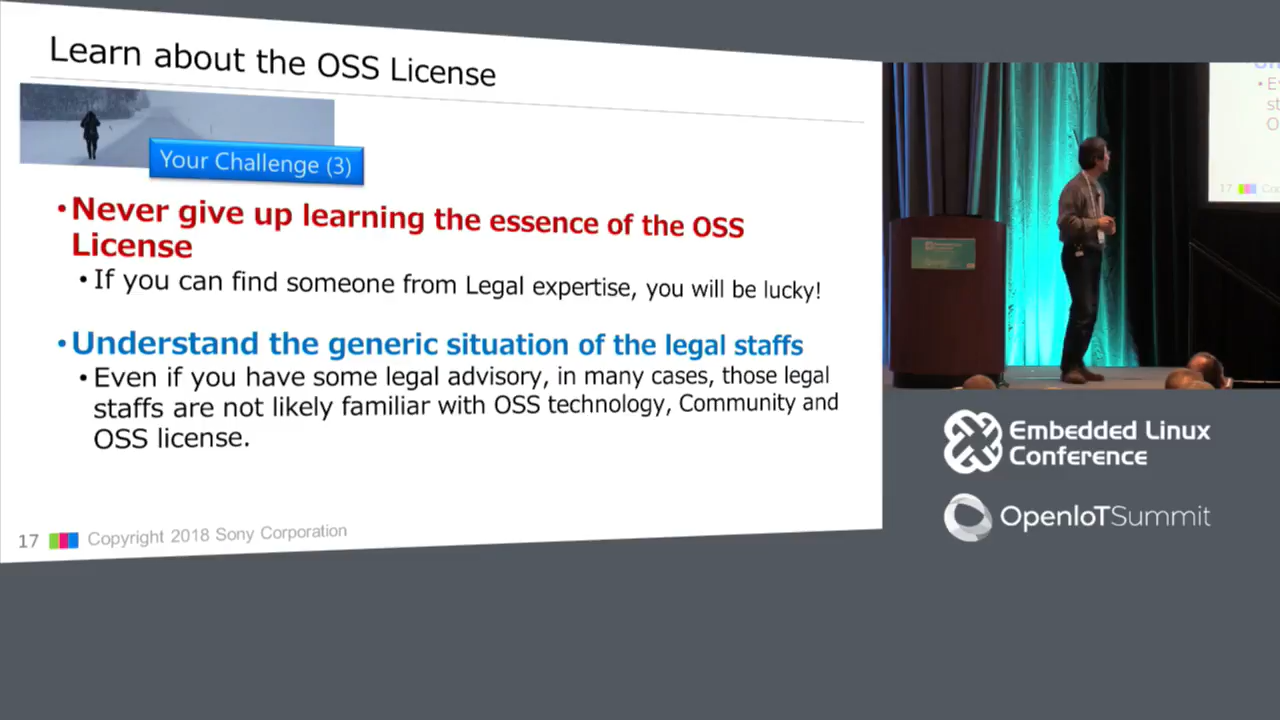 Learn about the OSS License
Your Challenge (3)
•Never give up learning the essence of the OSS
License
• If you can find someone from Legal expertise, you will be lucky!
•Understand the generic situation of the legal staffs
• Even if you have some legal advisory, in many cases, those legal
staffs are not likely familiar with OSS technology, Community and
OSS license.
17 Copyright 2018 Sony Corporation
Embedded Linux
Conference
OpenIoTSummit
17